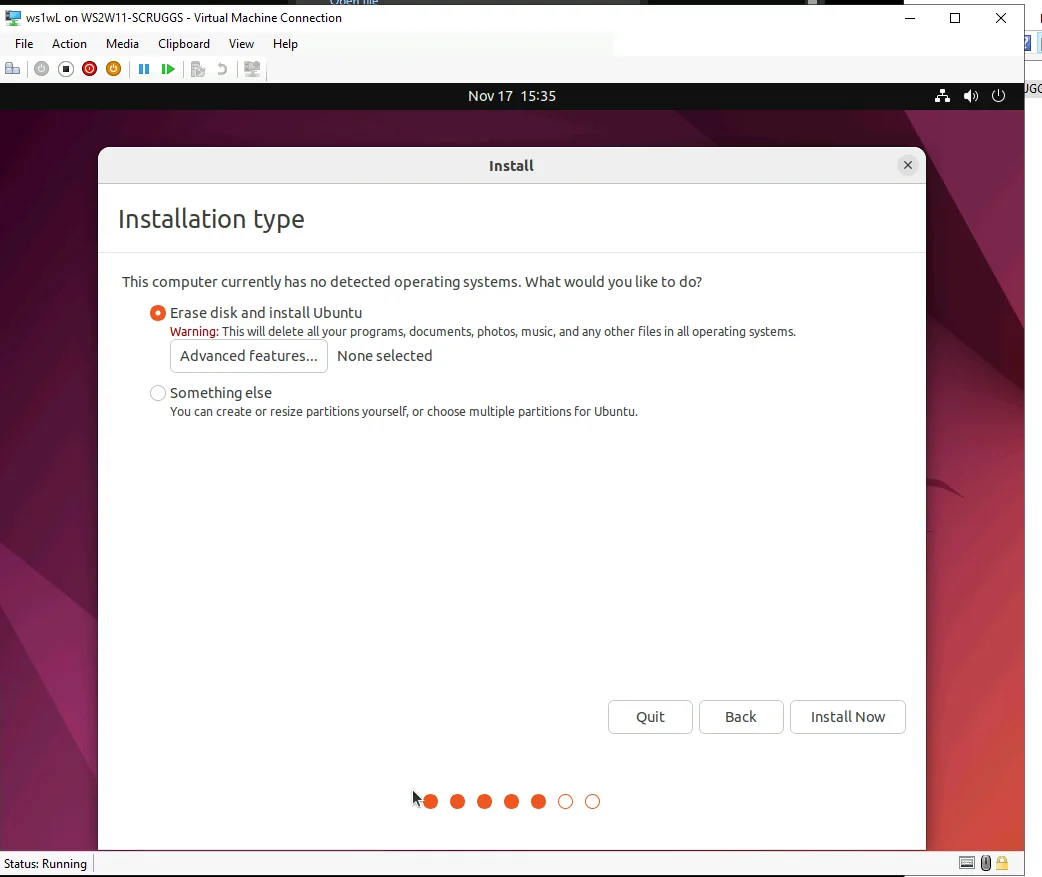 Open file
ws1wL on WS2W11-SCRUGGS - Virtual Machine Connection
File Action Media Clipboard View Help
Nov 17 15:35
Install
Installation type
This computer currently has no detected operating systems. What would you like to do?
Erase disk and install Ubuntu
Warning: This will delete all your programs, documents, photos, music, and any other files in all operating systems.
Advanced features... None selected
Something else
You can create or resize partitions yourself, or choose multiple partitions for Ubuntu.
Quit Back Install Now
Status: Running